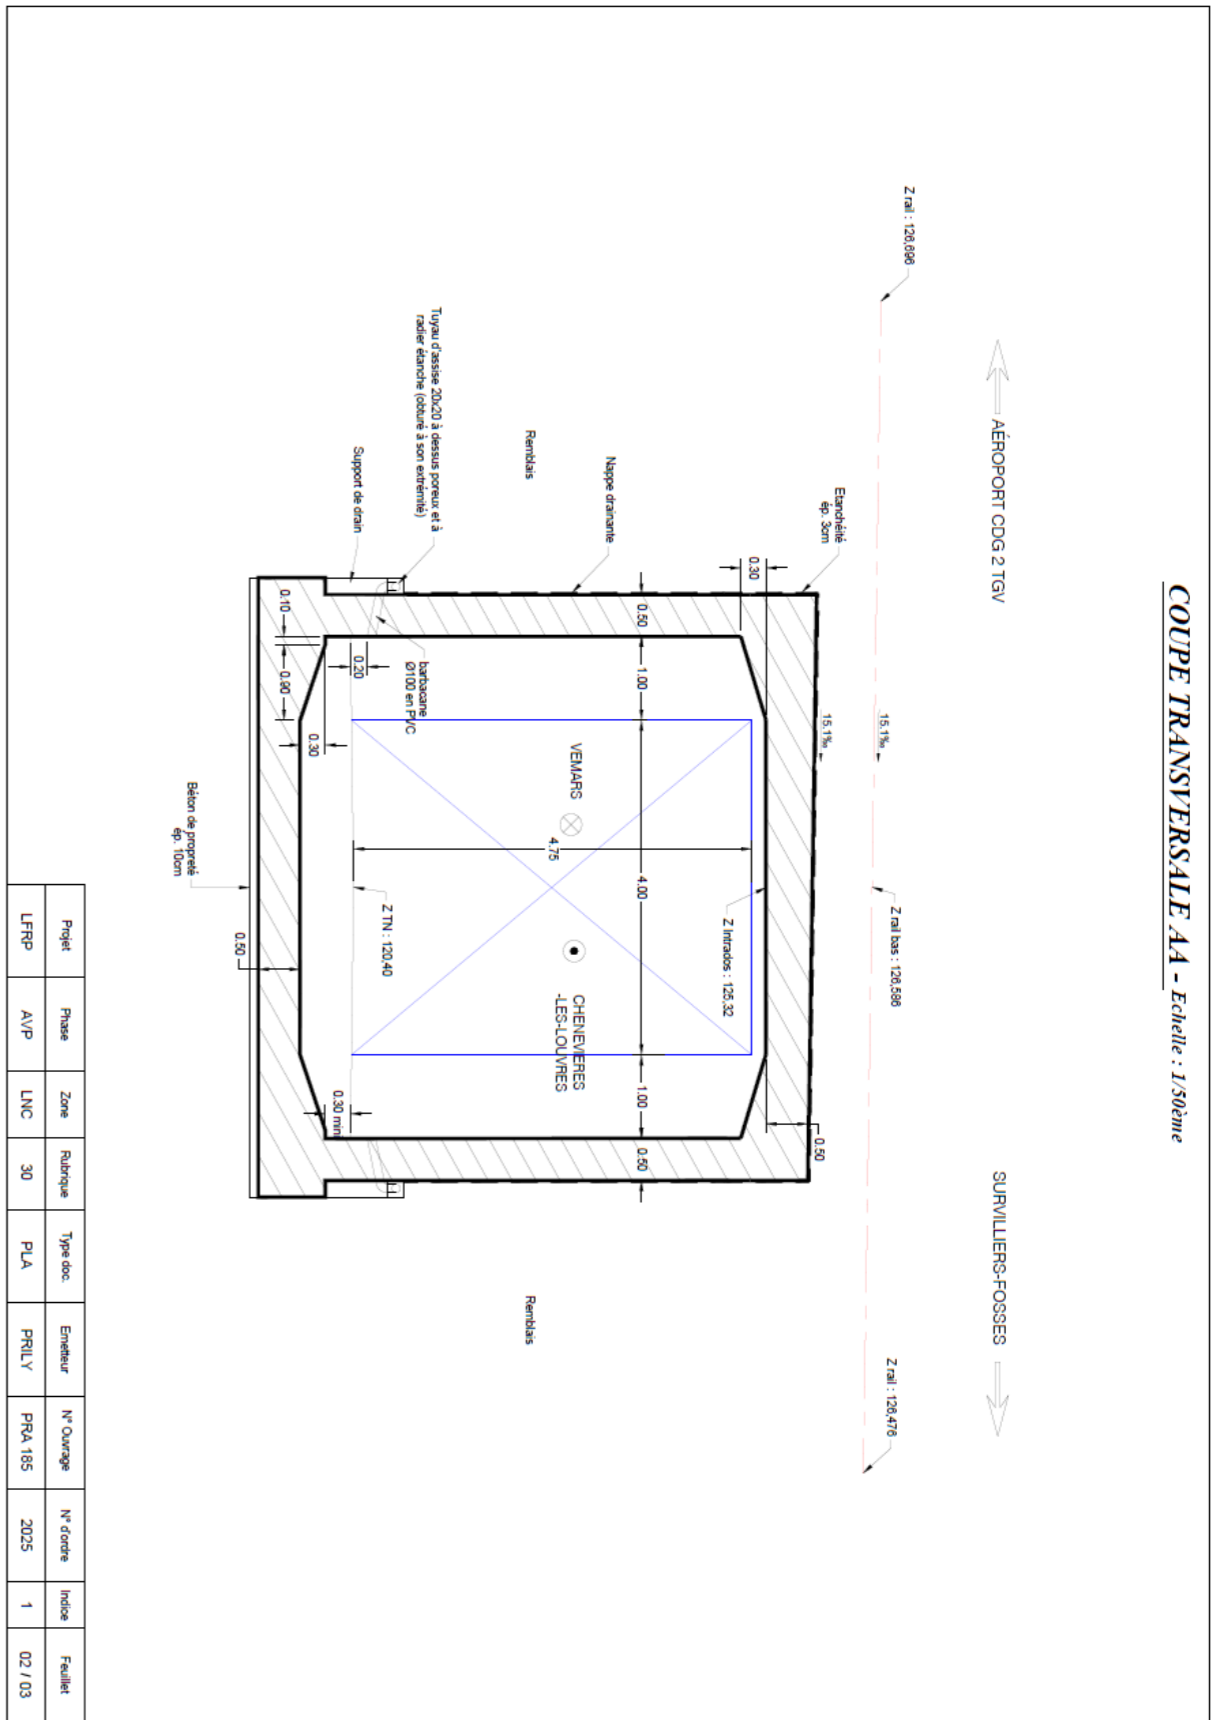 COUPE TRANSVERSALE AA - Echelle : 1/50ème
AÉROPORT CDG 2 TGV
SURVILLIERS-FOSSES
Z rail : 126,696
Z rail bas : 126,586
Z rail : 126,476
15.1‰
15.1‰
Etanchéité
ép. 3cm
0.50
0.30
Z Intrados : 125,32
Nappe drainante
0.50
1.00
4.00
1.00
0.50
Remblais
VEMARS
4.75
CHENEVIERES
-LES-LOUVRES
Remblais
Tuyau d'assise 20x20 à dessus poreux et à
radier étanche (obturé à son extrémité)
barbacane
Ø100 en PVC
Z TN : 120,40
Support de drain
0.20
0.30 mini
0.30
0.10
0.90
0.50
Béton de propreté
ép. 10cm
Projet
Phase
Zone
Rubrique
Type doc.
Emetteur
N° Ouvrage
N° d'ordre
Indice
Feuillet
LFRP
AVP
LNC
30
PLA
PRILY
PRA 185
2025
1
02 / 03